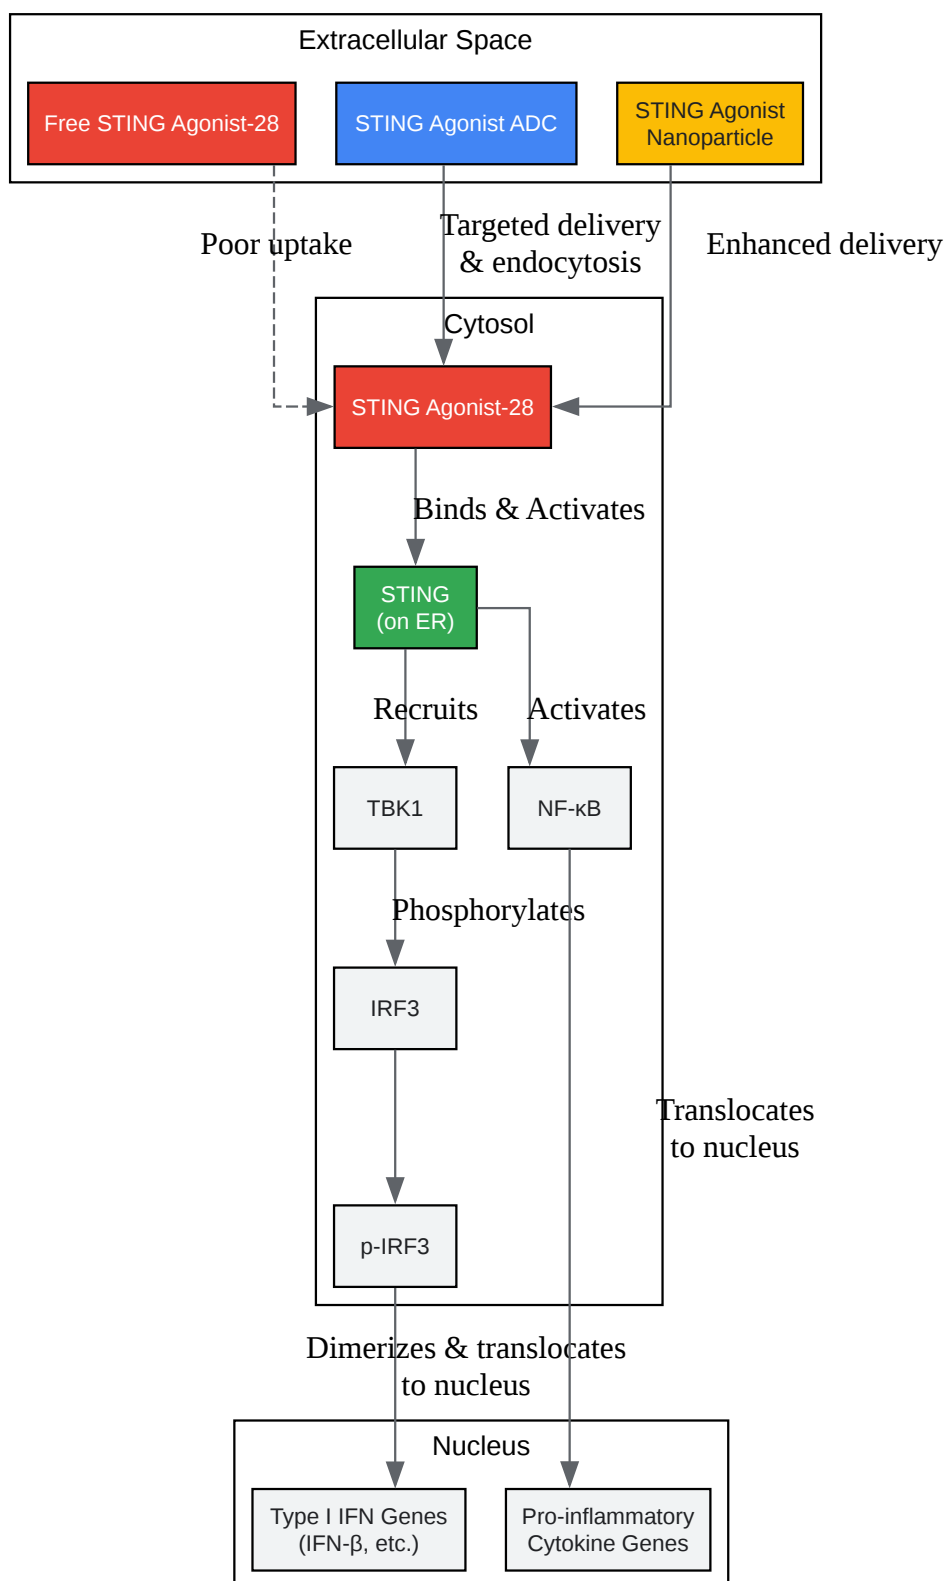 Extracellular Space
Free STING Agonist-28
STING Agonist ADC
STING Agonist
Nanoparticle
Poor uptake
Targeted delivery
& endocytosis
Enhanced delivery
Cytosol
STING Agonist-28
Binds & Activates
STING
(on ER)
Recruits
Activates
TBK1
NF-κB
Phosphorylates
IRF3
Translocates
to nucleus
p-IRF3
Dimerizes & translocates
to nucleus
Nucleus
Type I IFN Genes
(IFN-β, etc.)
Pro-inflammatory
Cytokine Genes